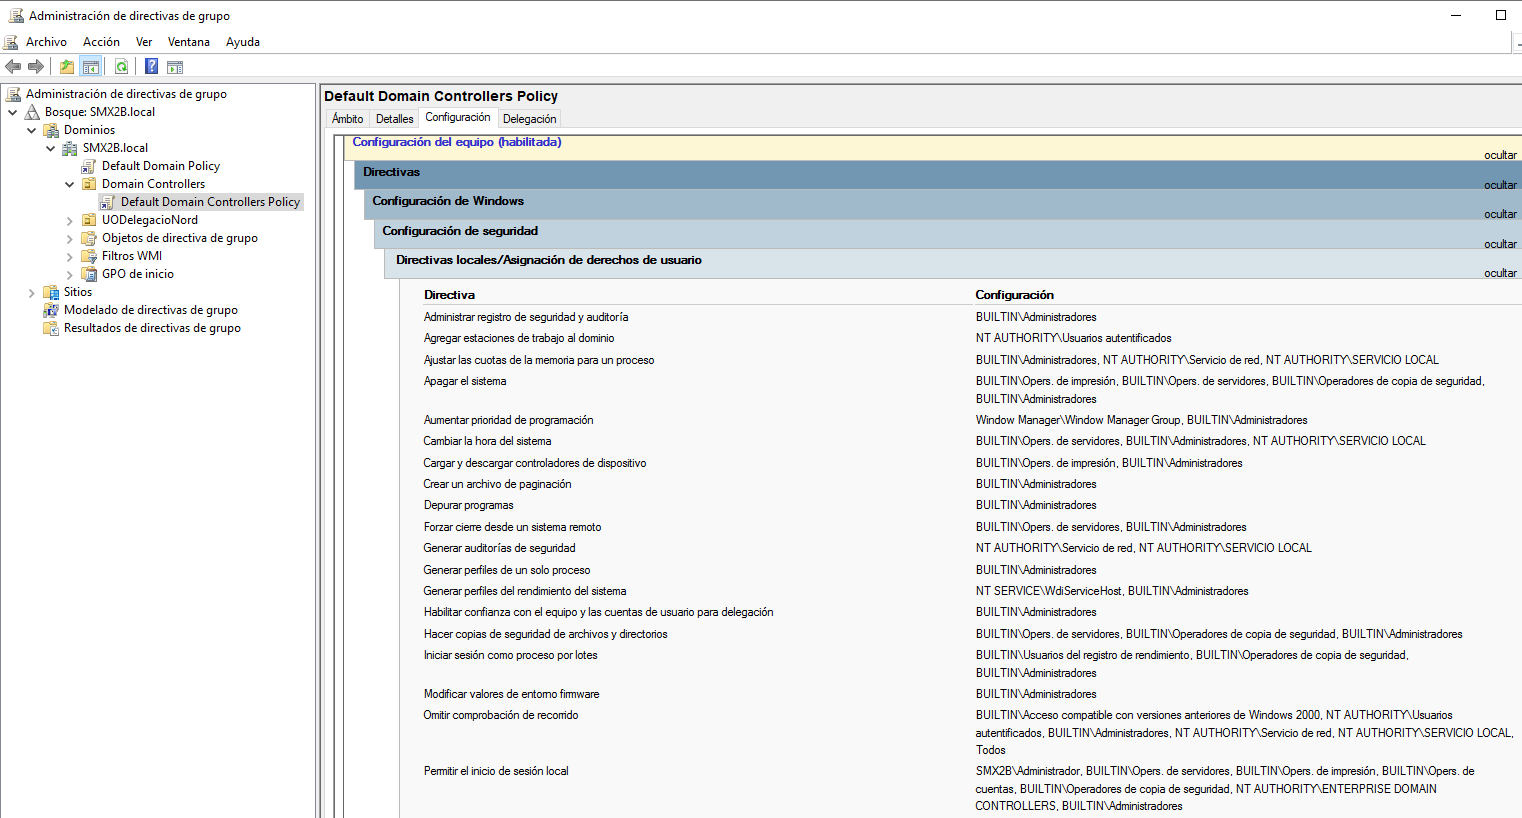 Administración de directivas de grupo
Archivo Acción Ver Ventana Ayuda
Administración de directivas de grupo
Bosque: SMX2B.local
Dominios
SMX2B.local
Default Domain Policy
Domain Controllers
Default Domain Controllers Policy
UODelegacioNord
Objetos de directiva de grupo
Filtros WMI
GPO de inicio
Sitios
Modelado de directivas de grupo
Resultados de directivas de grupo
Default Domain Controllers Policy
Ámbito Detalles Configuración Delegación
Configuración del equipo (habilitada)
ocultar
Directivas
ocultar
Configuración de Windows
ocultar
Configuración de seguridad
ocultar
Directivas locales/Asignación de derechos de usuario
ocultar
Directiva Configuración
Administrar registro de seguridad y auditoría BUILTIN\Administradores
Agregar estaciones de trabajo al dominio NT AUTHORITY\Usuarios autentificados
Ajustar las cuotas de la memoria para un proceso BUILTIN\Administradores, NT AUTHORITY\Servicio de red, NT AUTHORITY\SERVICIO LOCAL
Apagar el sistema BUILTIN\Opers. de impresión, BUILTIN\Opers. de servidores, BUILTIN\Operadores de copia de seguridad,
BUILTIN\Administradores
Aumentar prioridad de programación Window Manager\Window Manager Group, BUILTIN\Administradores
Cambiar la hora del sistema BUILTIN\Opers. de servidores, BUILTIN\Administradores, NT AUTHORITY\SERVICIO LOCAL
Cargar y descargar controladores de dispositivo BUILTIN\Opers. de impresión, BUILTIN\Administradores
Crear un archivo de paginación BUILTIN\Administradores
Depurar programas BUILTIN\Administradores
Forzar cierre desde un sistema remoto BUILTIN\Opers. de servidores, BUILTIN\Administradores
Generar auditorías de seguridad NT AUTHORITY\Servicio de red, NT AUTHORITY\SERVICIO LOCAL
Generar perfiles de un solo proceso BUILTIN\Administradores
Generar perfiles del rendimiento del sistema NT SERVICE\WdiServiceHost, BUILTIN\Administradores
Habilitar confianza con el equipo y las cuentas de usuario para delegación BUILTIN\Administradores
Hacer copias de seguridad de archivos y directorios BUILTIN\Opers. de servidores, BUILTIN\Operadores de copia de seguridad, BUILTIN\Administradores
Iniciar sesión como proceso por lotes BUILTIN\Usuarios del registro de rendimiento, BUILTIN\Operadores de copia de seguridad,
BUILTIN\Administradores
Modificar valores de entorno firmware BUILTIN\Administradores
Omitir comprobación de recorrido BUILTIN\Acceso compatible con versiones anteriores de Windows 2000, NT AUTHORITY\Usuarios
autentificados, BUILTIN\Administradores, NT AUTHORITY\Servicio de red, NT AUTHORITY\SERVICIO LOCAL,
Todos
Permitir el inicio de sesión local SMX2B\Administrador, BUILTIN\Opers. de servidores, BUILTIN\Opers. de impresión, BUILTIN\Opers. de
cuentas, BUILTIN\Operadores de copia de seguridad, NT AUTHORITY\ENTERPRISE DOMAIN
CONTROLLERS, BUILTIN\Administradores